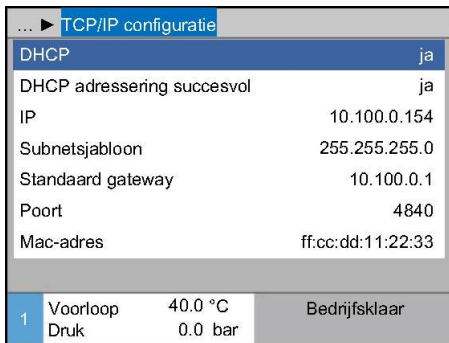 ... ► TCP/IP configuratie
DHCP ja
DHCP adressering succesvol ja
IP 10.100.0.154
Subnetsjabloon 255.255.255.0
Standaard gateway 10.100.0.1
Poort 4840
Mac-adres ff:cc:dd:11:22:33
1 Voorloop 40.0 °C Bedrijfsklaar
Druk 0.0 bar